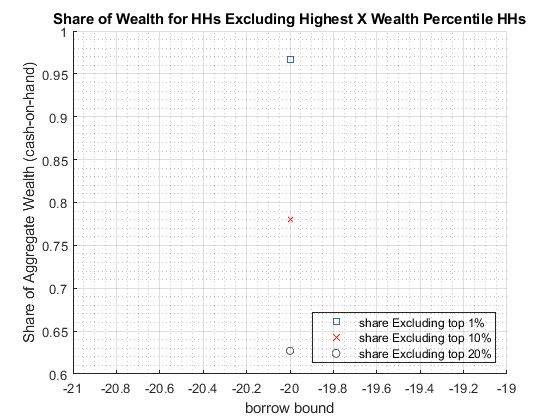 Share of Wealth for HHs Excluding Highest X Wealth Percentile HHs
1
0.95
0.9
0.85
0.8
0.75
0.7
0.65
0.6
Share of Aggregate Wealth (cash-on-hand)
share Excluding top 1%
share Excluding top 10%
share Excluding top 20%
-21 -20.8 -20.6 -20.4 -20.2 -20 -19.8 -19.6 -19.4 -19.2 -19
borrow bound